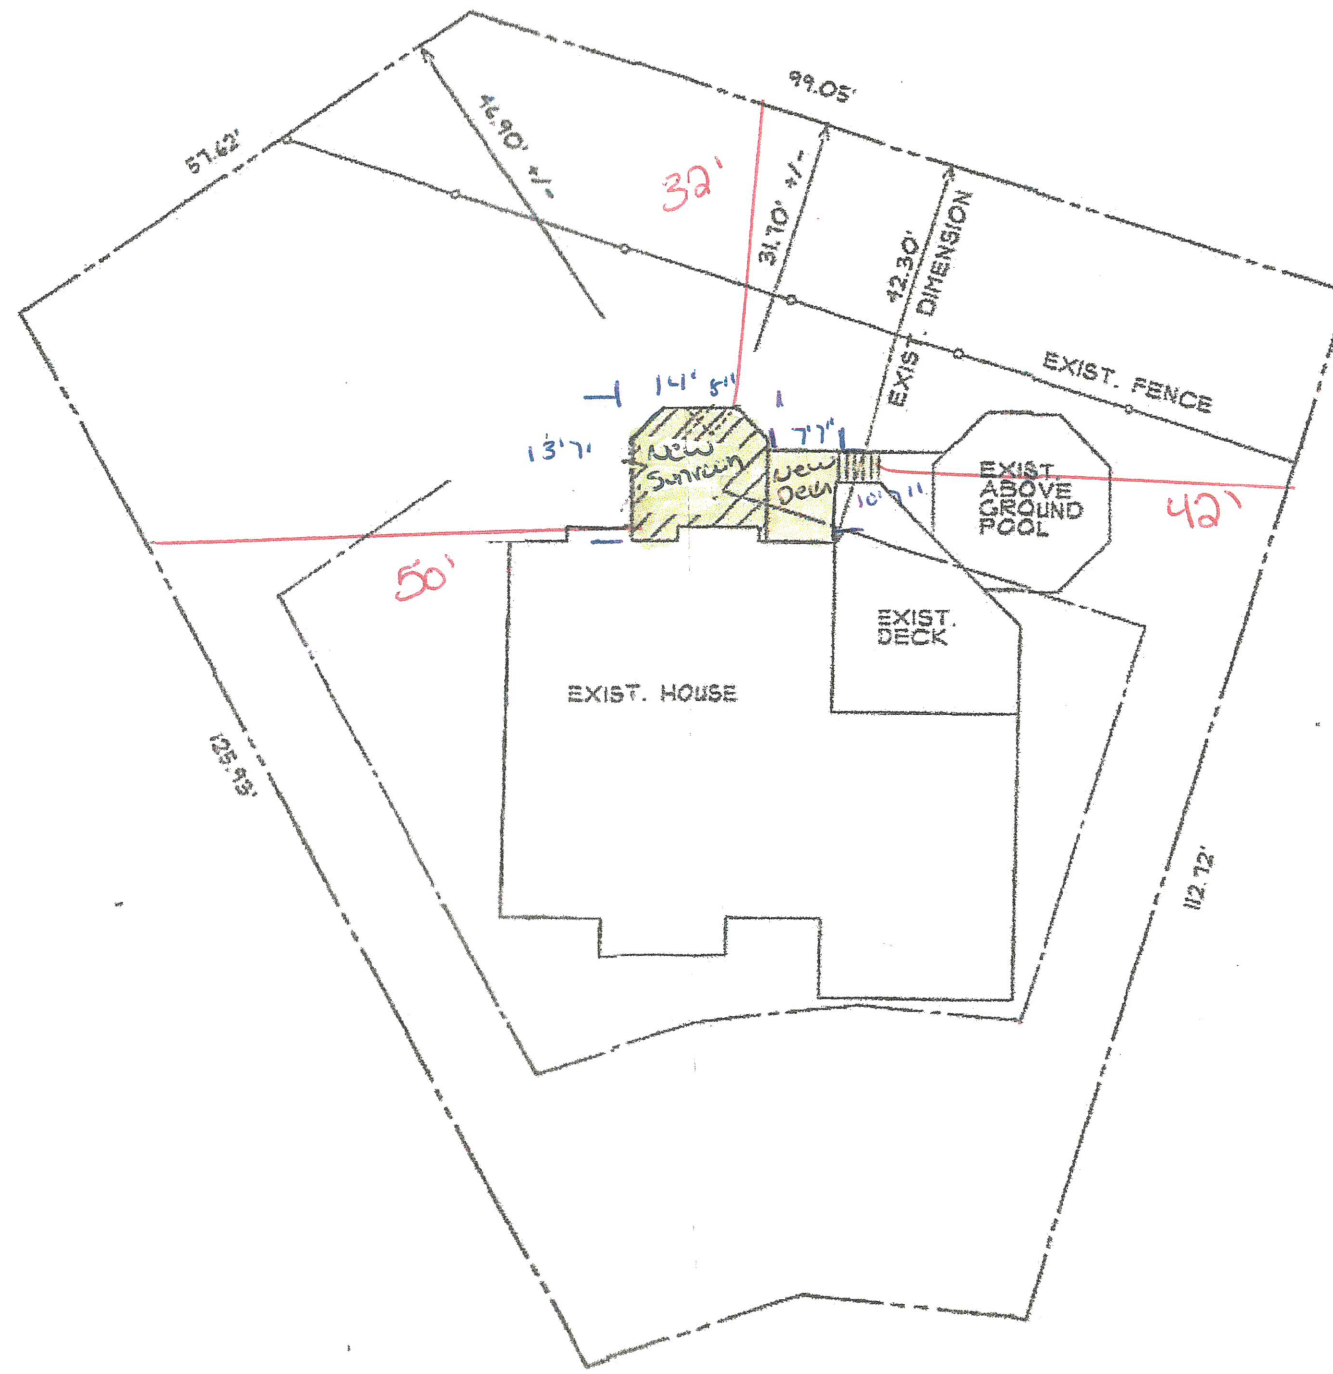 99.05'
57.62'
46.90' +/-
32'
31.70' +/-
42.30'
EXIST. DIMENSION
EXIST. FENCE
14' 8"
13'7"
7'7"
New
Sunroom
New
Deck
10'7"
EXIST
ABOVE
GROUND
POOL
42'
50'
EXIST.
DECK
EXIST. HOUSE
125.93'
112.72'